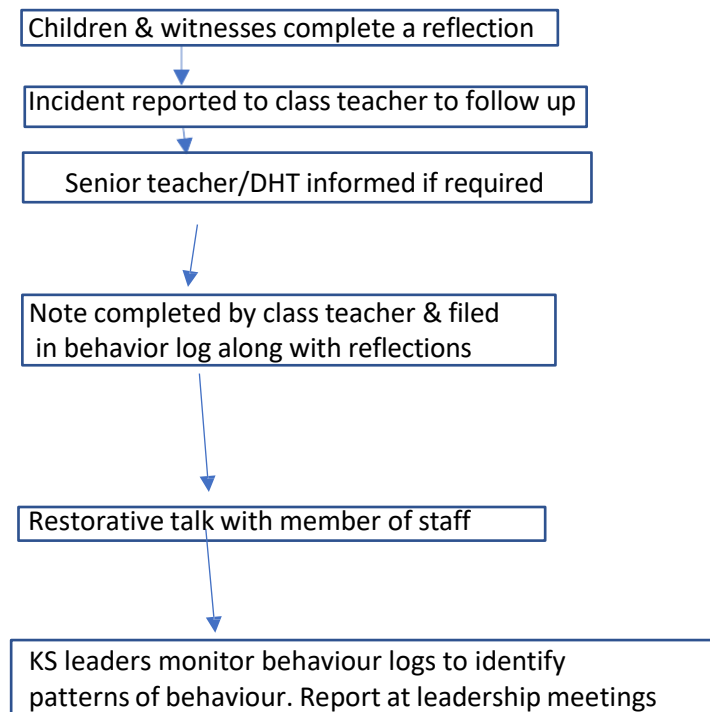 Children & witnesses complete a reflection
Incident reported to class teacher to follow up
Senior teacher/DHT informed if required
Note completed by class teacher & filed
in behavior log along with reflections
Restorative talk with member of staff
KS leaders monitor behaviour logs to identify
patterns of behaviour. Report at leadership meetings